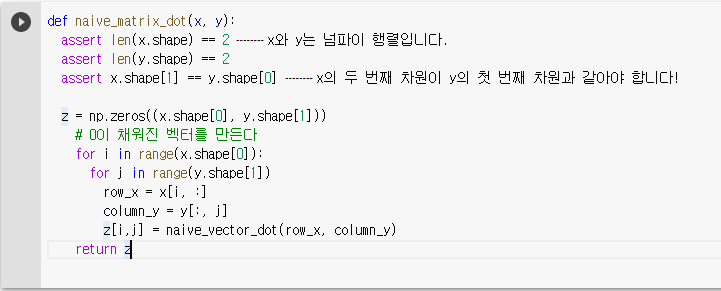 def naive_matrix_dot(x, y):
  assert len(x.shape) == 2 -------- x와 y는 넘파이 행렬입니다.
  assert len(y.shape) == 2
  assert x.shape[1] == y.shape[0] -------- x의 두 번째 차원이 y의 첫 번째 차원과 같아야 합니다!
  z = np.zeros((x.shape[0], y.shape[1]))
    # 0이 채워진 벡터를 만든다
    for i in range(x.shape[0]):
      for j in range(y.shape[1])
        row_x = x[i, :]
        column_y = y[:, j]
        z[i,j] = naive_vector_dot(row_x, column_y)
    return z